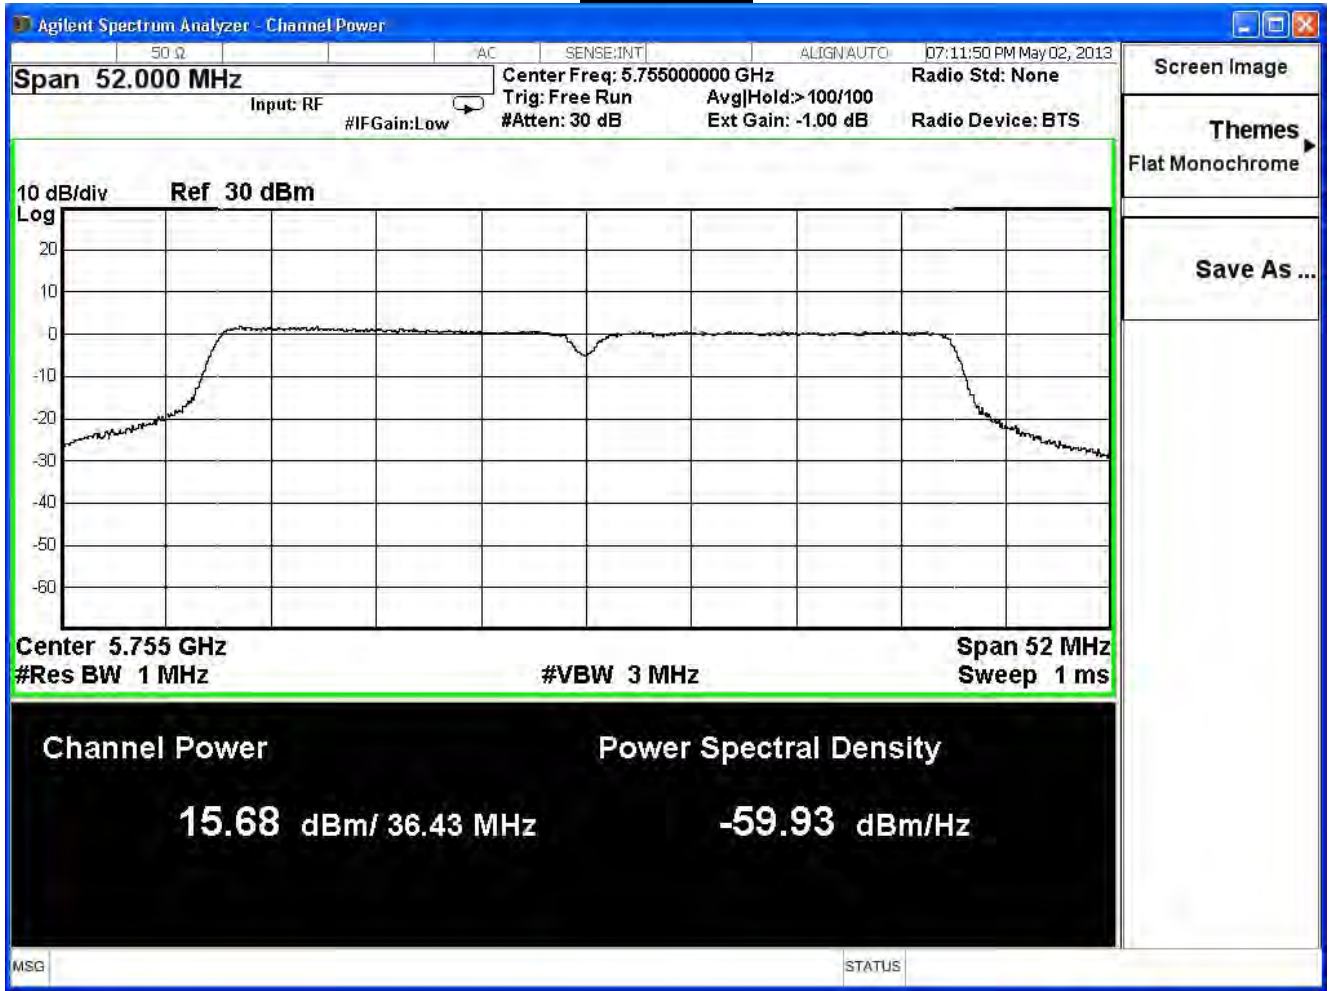 Agilent Spectrum Analyzer - Channel Power
50 Ω AC SENSE:INT ALIGN AUTO 07:11:50 PM May 02, 2013
Span 52.000 MHz
Center Freq: 5.755000000 GHz
Radio Std: None
Input: RF
Trig: Free Run
Avg|Hold:>100/100
#IFGain:Low
#Atten: 30 dB
Ext Gain: -1.00 dB
Radio Device: BTS
10 dB/div Ref 30 dBm
Log
20
10
0
-10
-20
-30
-40
-50
-60
Center 5.755 GHz Span 52 MHz
#Res BW 1 MHz #VBW 3 MHz Sweep 1 ms
Channel Power Power Spectral Density
15.68 dBm/ 36.43 MHz -59.93 dBm/Hz
MSG STATUS
Screen Image
Themes
Flat Monochrome
Save As ...